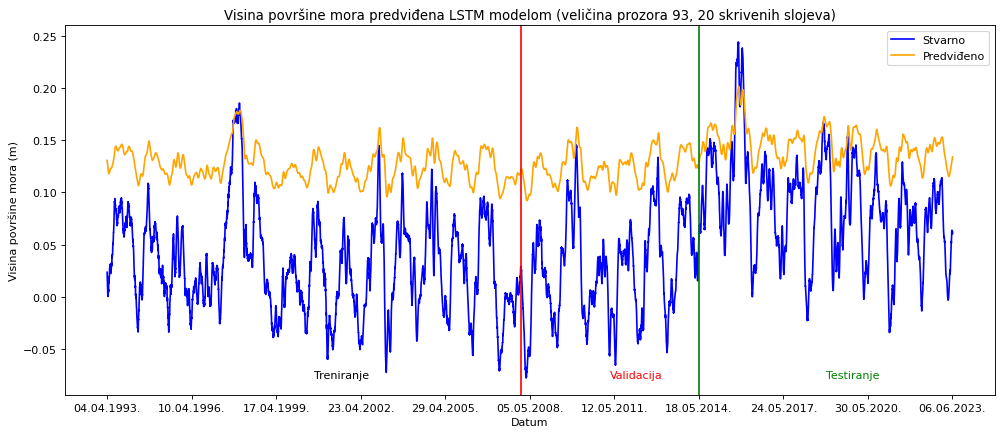 Visina površine mora predviđena LSTM modelom (veličina prozora 93, 20 skrivenih slojeva)
Stvarno
Predviđeno
Visina površine mora (m)
0.25
0.20
0.15
0.10
0.05
0.00
−0.05
Treniranje
Validacija
Testiranje
04.04.1993.
10.04.1996.
17.04.1999.
23.04.2002.
29.04.2005.
05.05.2008.
12.05.2011.
18.05.2014.
24.05.2017.
30.05.2020.
06.06.2023.
Datum